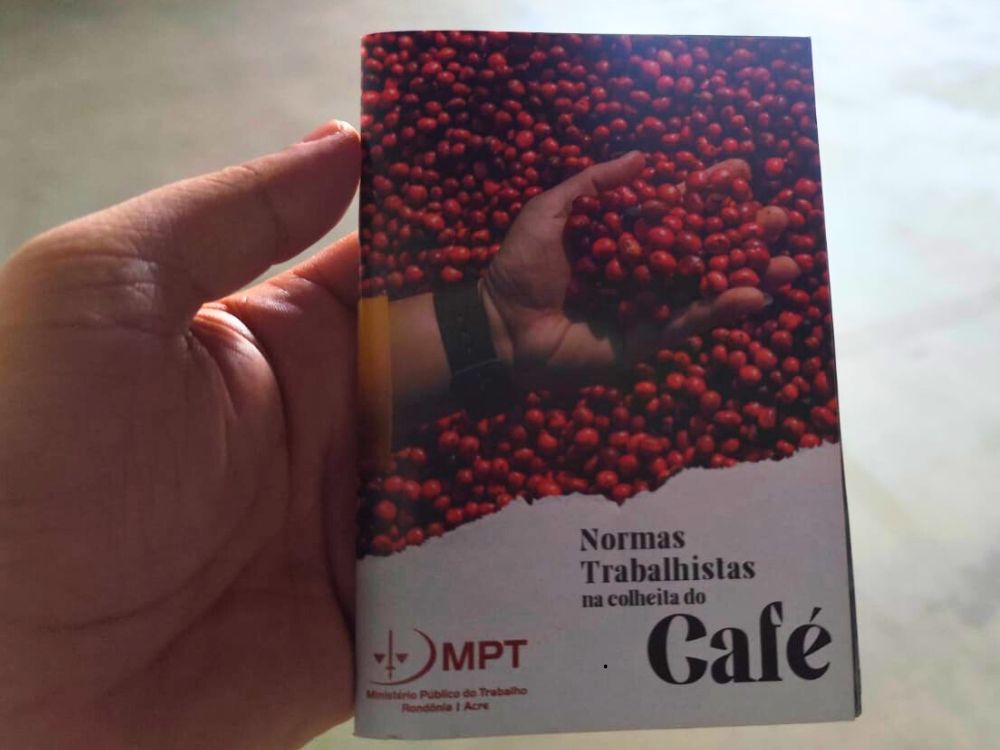 Normas
Trabalhistas
na colheita do
Café
MPT
Ministério Público do Trabalho
Rondônia | Acre